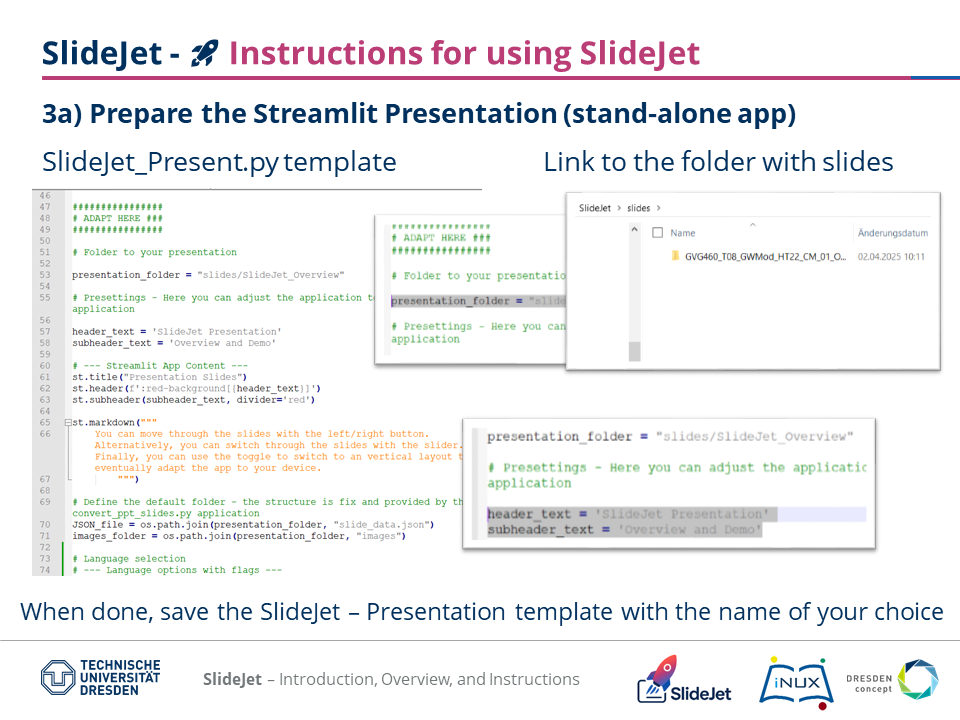 SlideJet - Instructions for using SlideJet
3a) Prepare the Streamlit Presentation (stand-alone app)
SlideJet_Present.py template
Link to the folder with slides
46
47 ################
48 # ADAPT HERE ###
49 ################
50
51 # Folder to your presentation
52
53 presentation_folder = "slides/SlideJet_Overview"
54
55 # Presettings - Here you can adjust the application t
application
56
57 header_text = 'SlideJet Presentation'
58 subheader_text = 'Overview and Demo'
59
60 # --- Streamlit App Content ---
61 st.title("Presentation Slides")
62 st.header(f':red-background[{header_text}]')
63 st.subheader(subheader_text, divider='red')
64
65 st.markdown("""
66 You can move through the slides with the left/right button.
Alternatively, you can switch through the slides with the slider.
Finally, you can use the toggle to switch to an vertical layout t
eventually adapt the app to your device.
67 """)
68
69 # Define the default folder - the structure is fix and provided by th
convert_ppt_slides.py application
70 JSON_file = os.path.join(presentation_folder, "slide_data.json")
71 images_folder = os.path.join(presentation_folder, "images")
72
73 # Language selection
74 # --- Language options with flags ---
################
# ADAPT HERE ###
################
# Folder to your presentatio
presentation_folder = "slide
# Presettings - Here you can
application
SlideJet > slides >
Name Änderungsdatum
GVG460_T08_GWMod_HT22_CM_01_O... 02.04.2025 10:11
presentation_folder = "slides/SlideJet_Overview"
# Presettings - Here you can adjust the applicatic
application
header_text = 'SlideJet Presentation'
subheader_text = 'Overview and Demo'
When done, save the SlideJet – Presentation template with the name of your choice
TECHNISCHE
UNIVERSITÄT
DRESDEN
SlideJet – Introduction, Overview, and Instructions
SlideJet
iNUX
DRESDEN
concept